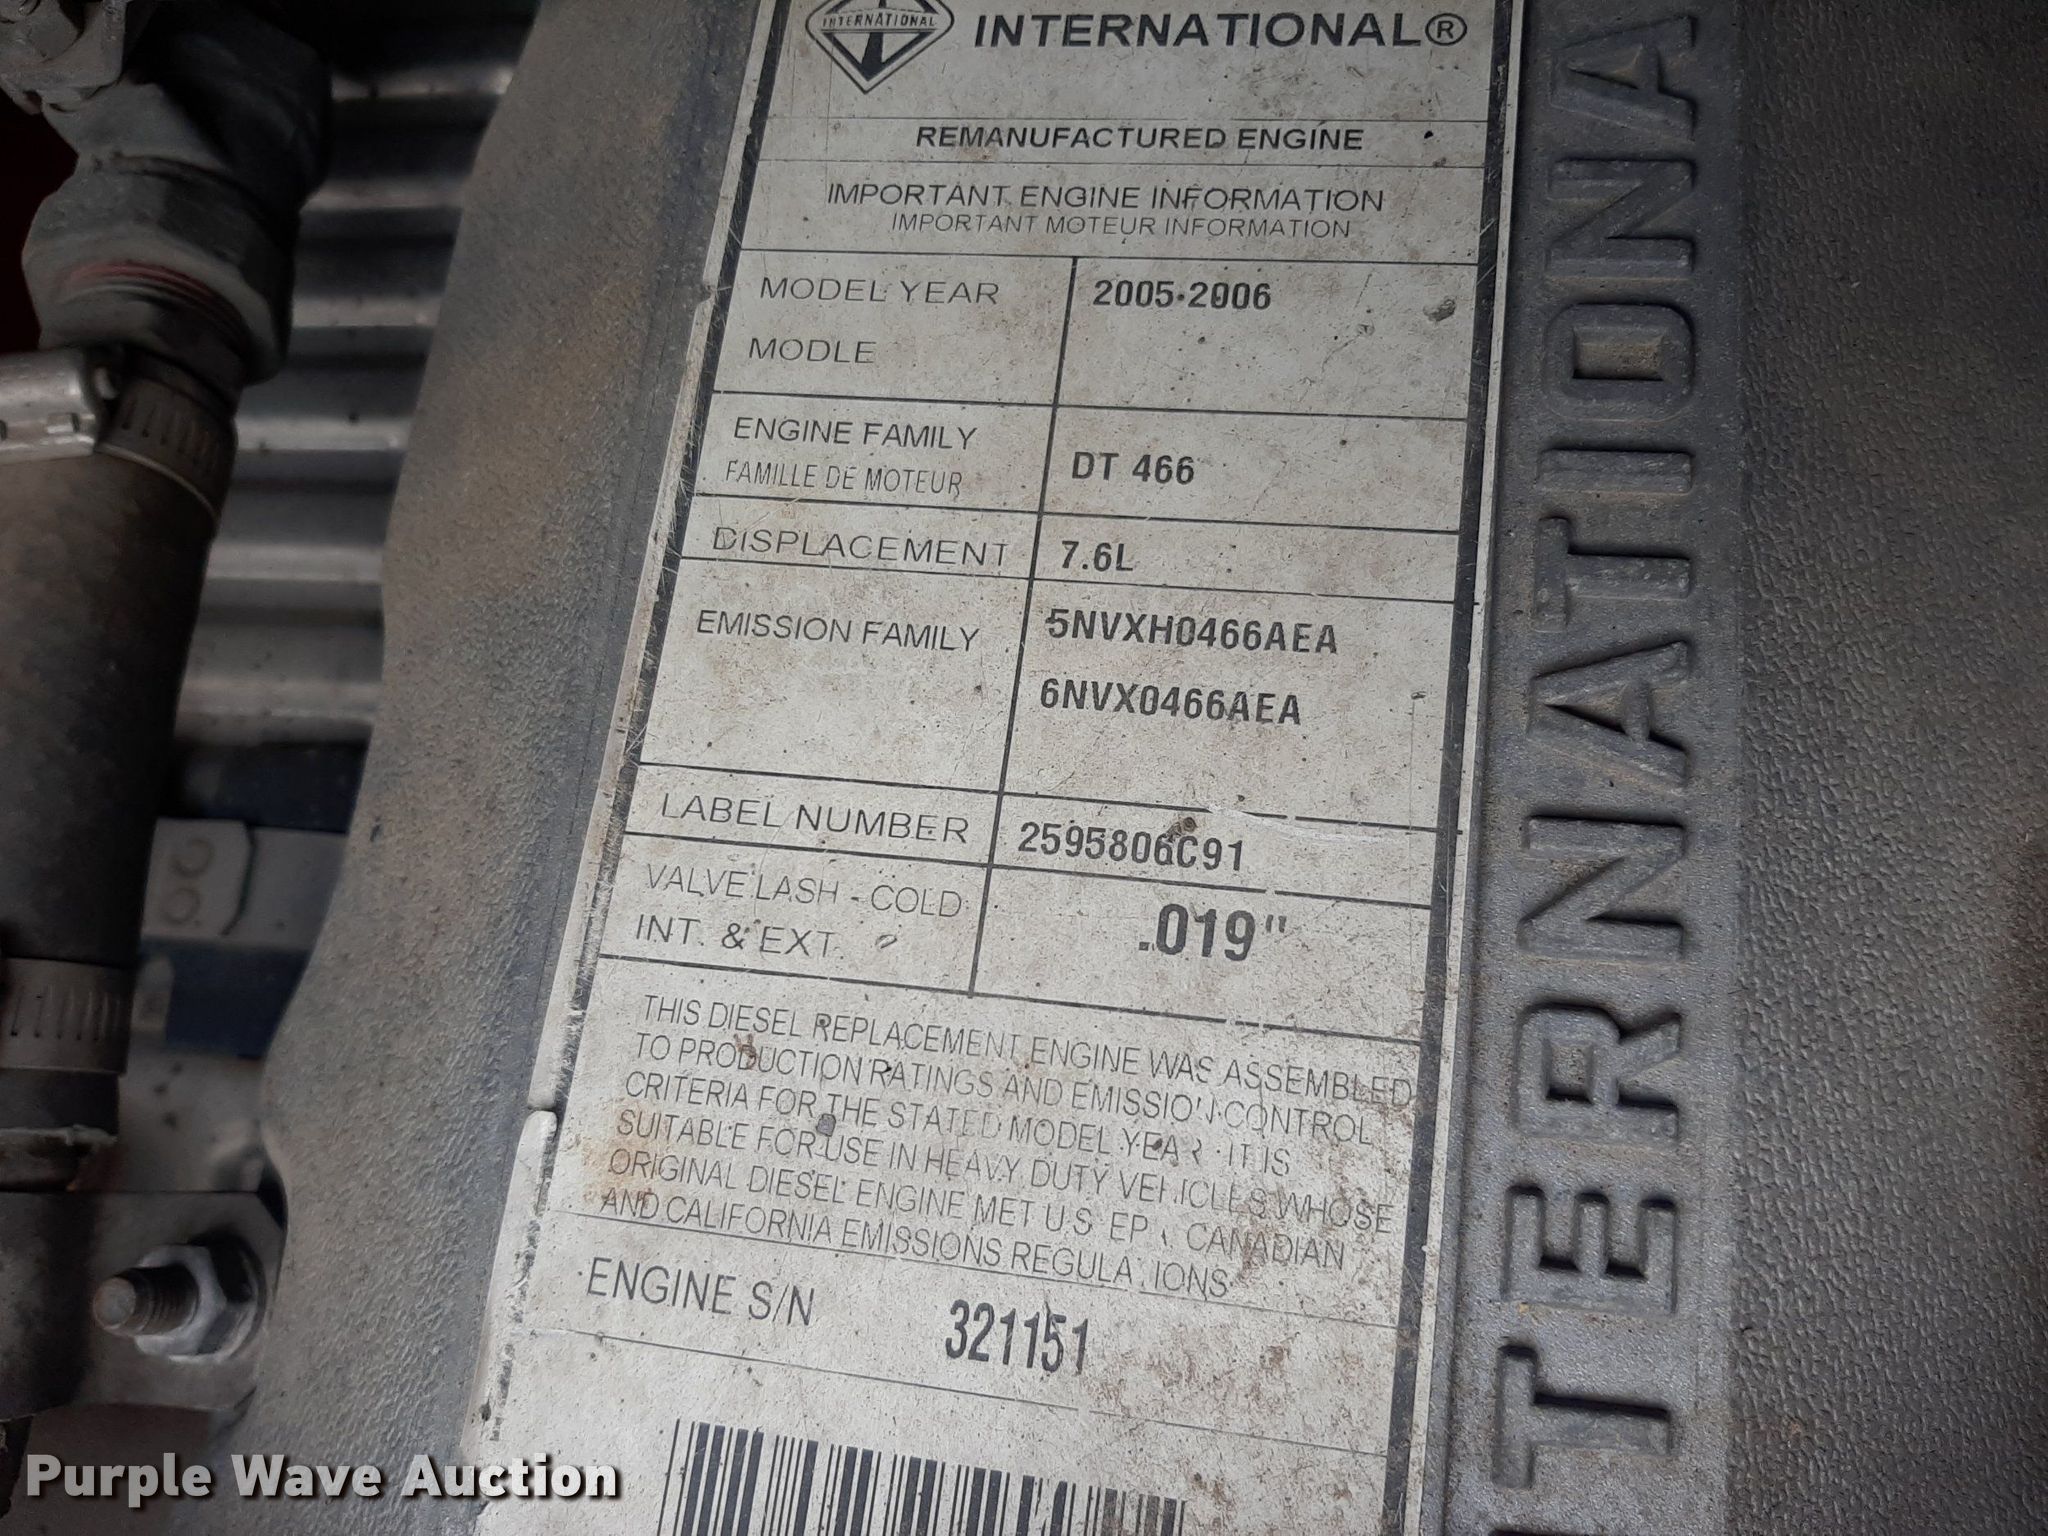 INTERNATIONAL
INTERNATIONAL®
REMANUFACTURED ENGINE
IMPORTANT ENGINE INFORMATION
IMPORTANT MOTEUR INFORMATION
MODEL YEAR 2005-2006
MODLE
ENGINE FAMILY
FAMILLE DE MOTEUR
DT 466
DISPLACEMENT 7.6L
EMISSION FAMILY 5NVXH0466AEA
6NVX0466AEA
LABEL NUMBER 2595806C91
VALVE LASH - COLD
INT. & EXT.
.019"
THIS DIESEL REPLACEMENT ENGINE WAS ASSEMBLED
TO PRODUCTION RATINGS AND EMISSION CONTROL
CRITERIA FOR THE STATED MODEL YEAR. IT IS
SUITABLE FOR USE IN HEAVY DUTY VEHICLES WHOSE
ORIGINAL DIESEL ENGINE MET U.S. EPA, CANADIAN
AND CALIFORNIA EMISSIONS REGULATIONS
ENGINE S/N 321151
TERNATIONA
Purple Wave Auction